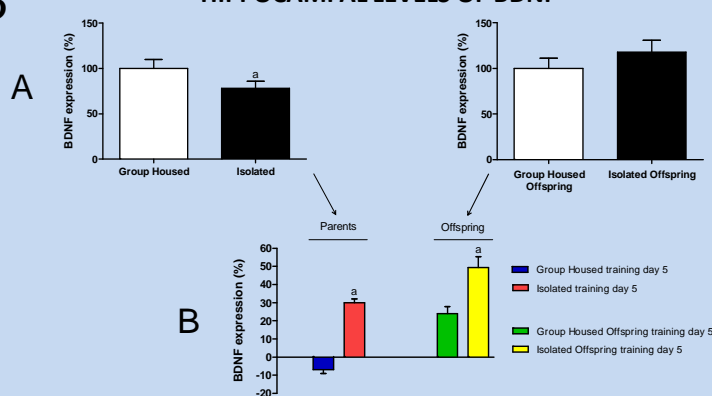 HIPPOCAMPAL LEVELS OF BDNF
A
BDNF expression (%)
150
100
50
0
a
Group Housed
Isolated
BDNF expression (%)
150
100
50
0
Group Housed
Offspring
Isolated Offspring
B
Parents
Offspring
BDNF expression (%)
60
50
40
30
20
10
0
-10
-20
a
a
Group Housed training day 5
Isolated training day 5
Group Housed Offspring training day 5
Isolated Offspring training day 5